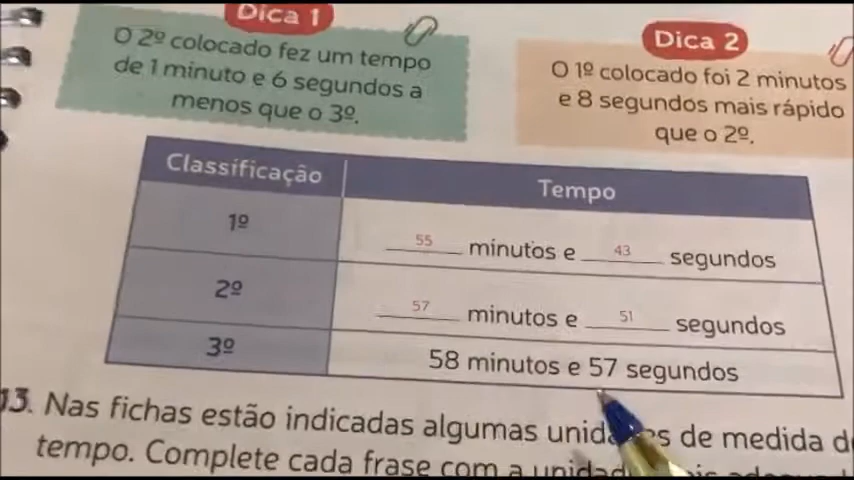 Dica 1
O 2º colocado fez um tempo
de 1 minuto e 6 segundos a
menos que o 3º.
Dica 2
O 1º colocado foi 2 minutos
e 8 segundos mais rápido
que o 2º.
Classificação Tempo
1º 55 minutos e 43 segundos
2º 57 minutos e 51 segundos
3º 58 minutos e 57 segundos
13. Nas fichas estão indicadas algumas unidades de medida d
tempo. Complete cada frase com a